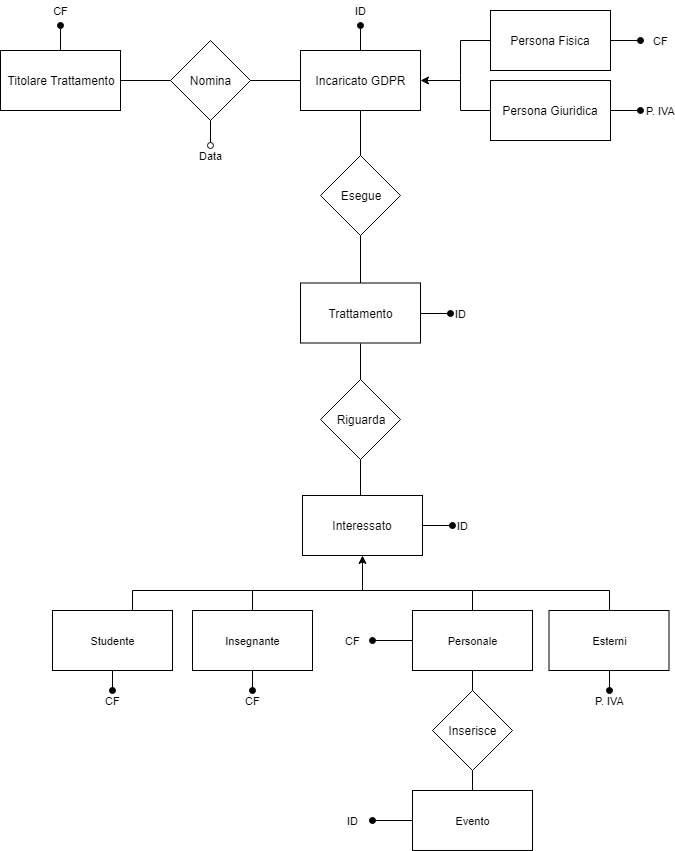 CF
ID
Persona Fisica
CF
Titolare Trattamento
Nomina
Incaricato GDPR
Persona Giuridica
P. IVA
Data
Esegue
Trattamento
ID
Riguarda
Interessato
ID
Studente
Insegnante
CF
Personale
Esterni
CF
CF
P. IVA
Inserisce
ID
Evento